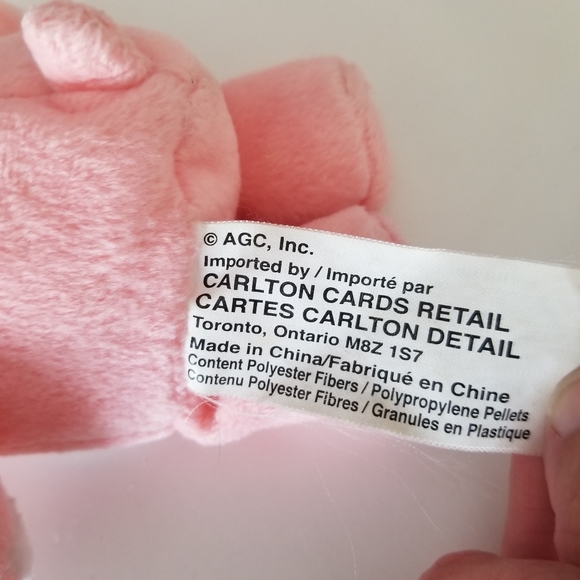 © AGC, Inc.
Imported by / Importé par
CARLTON CARDS RETAIL
CARTES CARLTON DETAIL
Toronto, Ontario M8Z 1S7
Made in China/Fabriqué en Chine
Content Polyester Fibers / Polypropylene Pellets
Contenu Polyester Fibres / Granules en Plastique